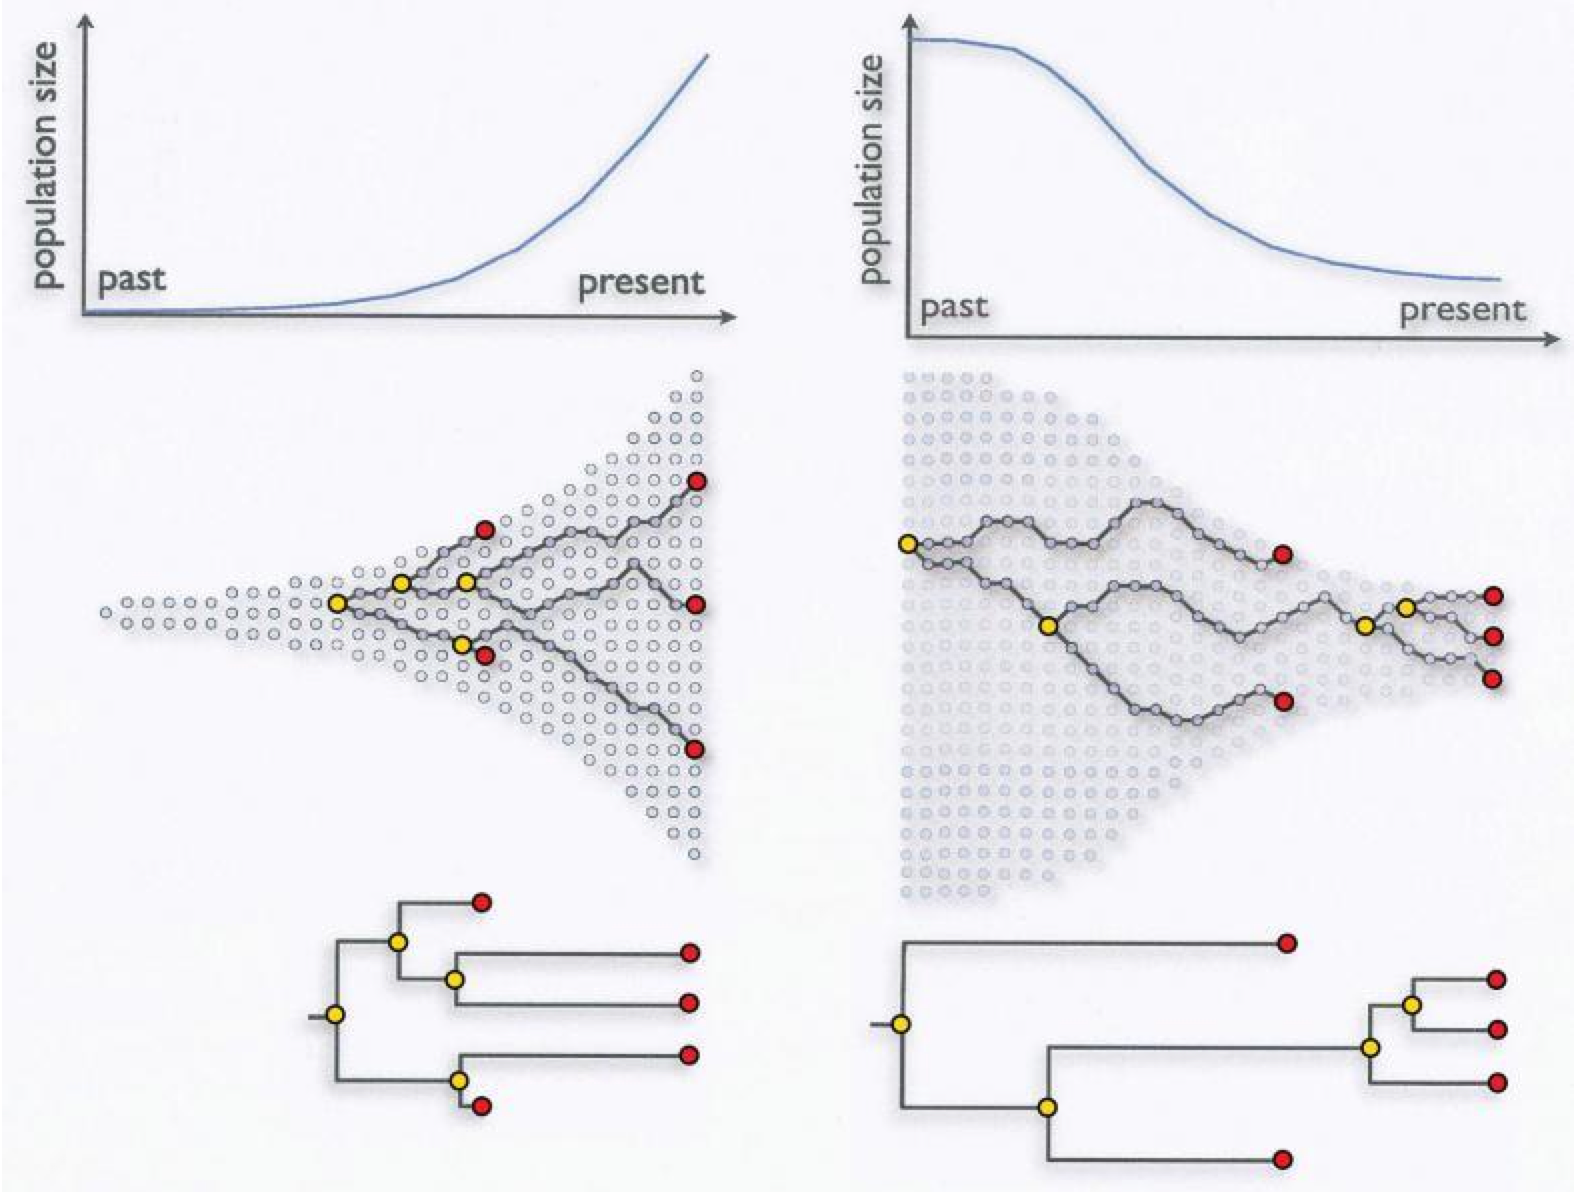 population size
past
present
population size
past
present